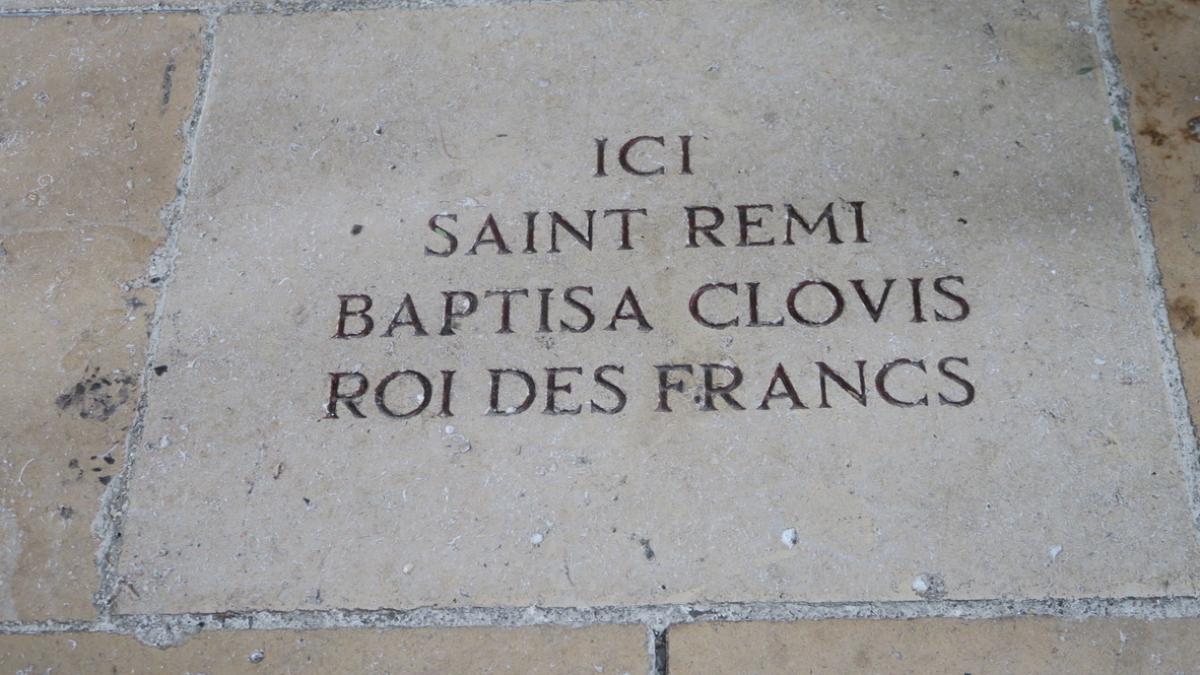 ICI
SAINT REMI
BAPTISA CLOVIS
ROI DES FRANCS